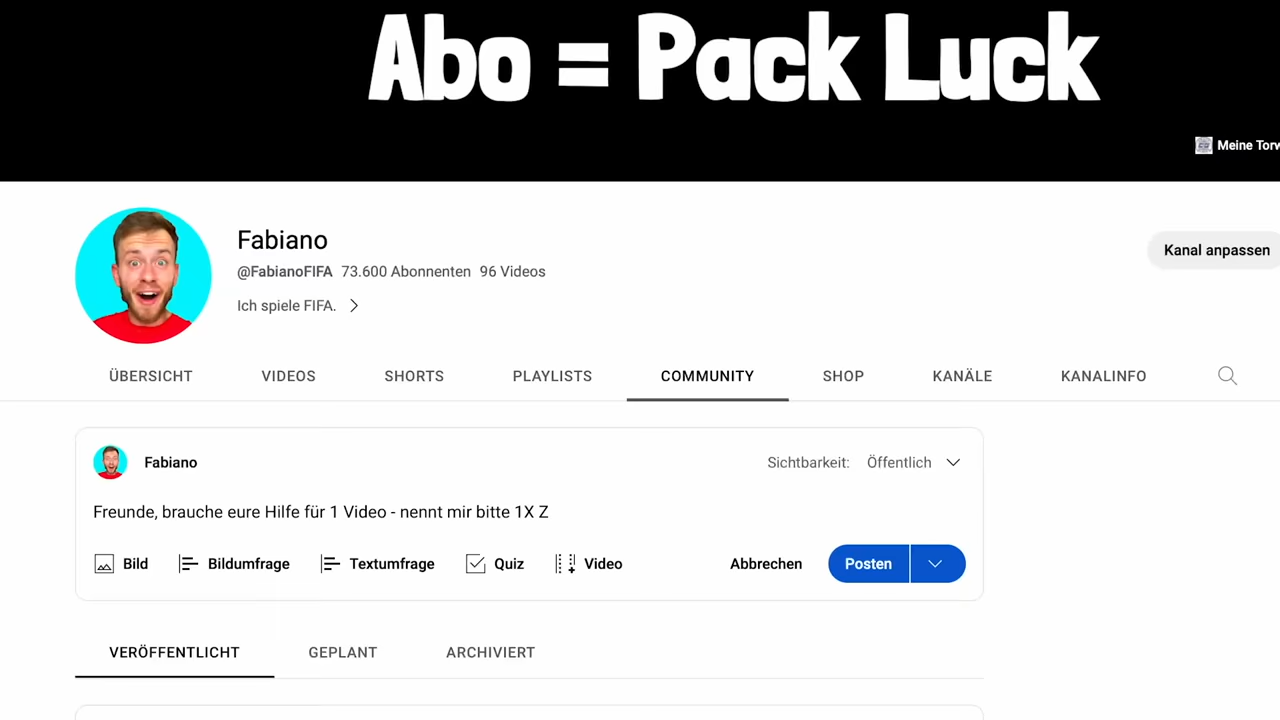 Abo = Pack Luck
Meine Torw
Fabiano
@FabianoFIFA 73.600 Abonnenten 96 Videos
Ich spiele FIFA.
Kanal anpassen
ÜBERSICHT VIDEOS SHORTS PLAYLISTS COMMUNITY SHOP KANÄLE KANALINFO
Fabiano Sichtbarkeit: Öffentlich
Freunde, brauche eure Hilfe für 1 Video - nennt mir bitte 1X Z
Bild Bildumfrage Textumfrage Quiz Video Abbrechen Posten
VERÖFFENTLICHT GEPLANT ARCHIVIERT